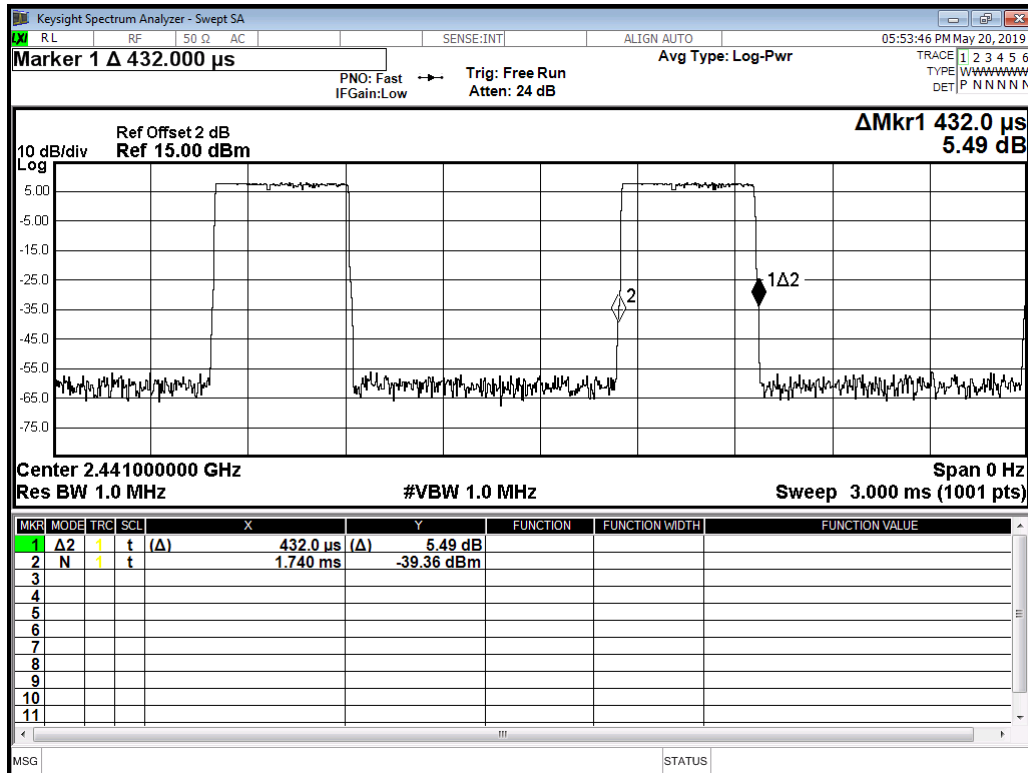 Keysight Spectrum Analyzer - Swept SA
LXI RL RF 50 Ω AC SENSE:INT ALIGN AUTO 05:53:46 PM May 20, 2019
Marker 1 Δ 432.000 µs
PNO: Fast
IFGain:Low
Trig: Free Run
Atten: 24 dB
Avg Type: Log-Pwr
TRACE 1 2 3 4 5 6
TYPE WWWWWW
DET P N N N N N
ΔMkr1 432.0 µs
5.49 dB
Ref Offset 2 dB
10 dB/div Ref 15.00 dBm
Log
5.00
-5.00
-15.0
-25.0
-35.0
-45.0
-55.0
-65.0
-75.0
1Δ2
2
Center 2.441000000 GHz Span 0 Hz
Res BW 1.0 MHz #VBW 1.0 MHz Sweep 3.000 ms (1001 pts)
MKR MODE TRC SCL X Y FUNCTION FUNCTION WIDTH FUNCTION VALUE
1 Δ2 1 t (Δ) 432.0 µs (Δ) 5.49 dB
2 N 1 t 1.740 ms -39.36 dBm
3
4
5
6
7
8
9
10
11
MSG STATUS